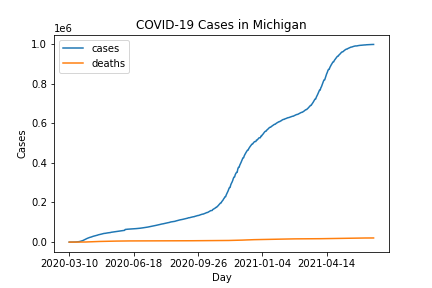 COVID-19 Cases in Michigan
1e6
cases
deaths
1.0
0.8
0.6
0.4
0.2
0.0
Cases
2020-03-10 2020-06-18 2020-09-26 2021-01-04 2021-04-14
Day